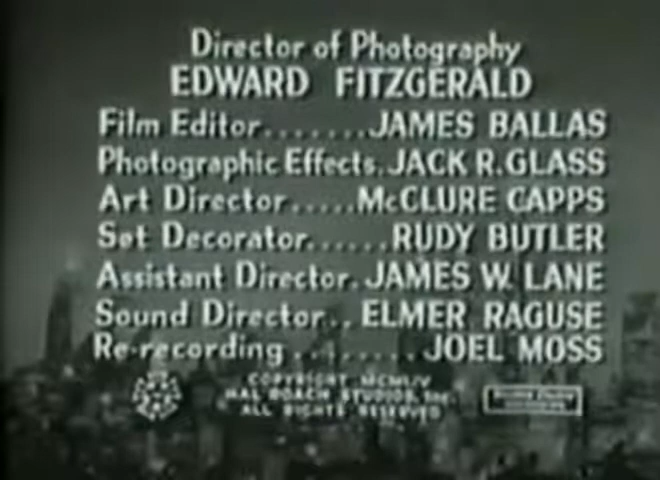 Director of Photography
EDWARD FITZGERALD
Film Editor.......JAMES BALLAS
Photographic Effects.JACK R.GLASS
Art Director.....McCLURE CAPPS
Set Decorator......RUDY BUTLER
Assistant Director.JAMES W. LANE
Sound Director..ELMER RAGUSE
Re-recording ........JOEL MOSS
COPYRIGHT MCMLIV
HAL ROACH STUDIOS, Inc.
ALL RIGHTS RESERVED